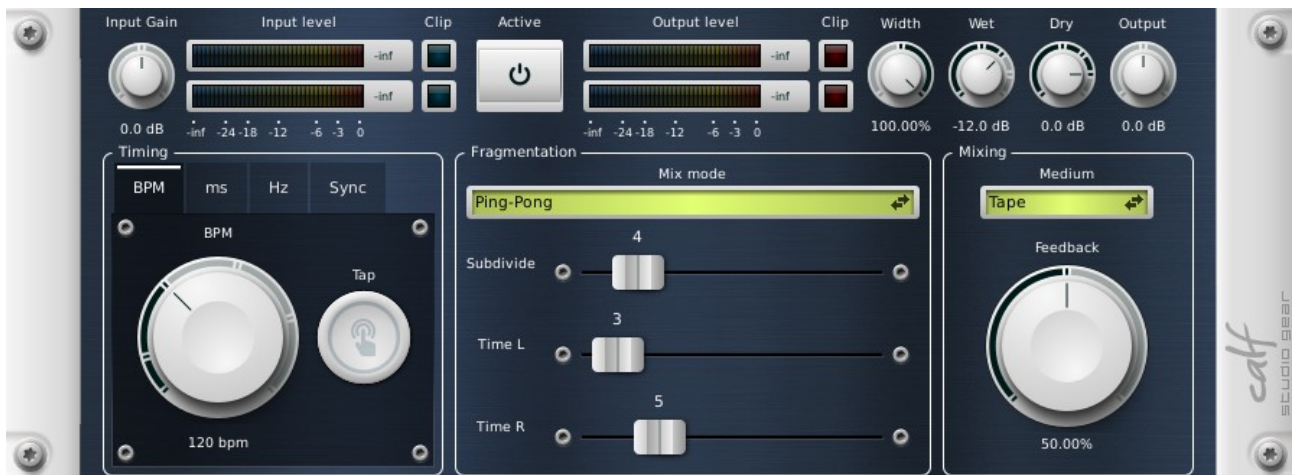 Input Gain Input level Clip Active Output level Clip Width Wet Dry Output
-inf -inf
-inf -inf
0.0 dB -inf -24 -18 -12 -6 -3 0 -inf -24 -18 -12 -6 -3 0 100.00% -12.0 dB 0.0 dB 0.0 dB
Timing
BPM ms Hz Sync
BPM
Tap
120 bpm
Fragmentation
Mix mode
Ping-Pong
4
Subdivide
3
Time L
5
Time R
Mixing
Medium
Tape
Feedback
50.00%
calf
studio gear